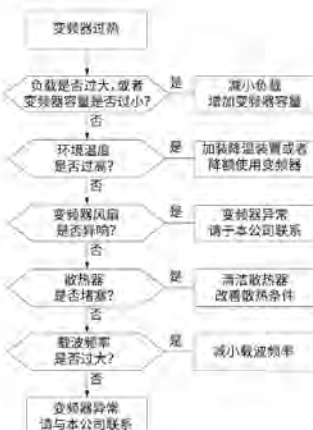 变频器过热
负载是否过大,或者
变频器容量是否过小?
是
减小负载
增加变频器容量
否
环境温度
是否过高?
是
加装降温装置或者
降额使用变频器
否
变频器风扇
是否异响?
是
变频器异常
请于本公司联系
否
散热器
是否堵塞?
是
清洁散热器
改善散热条件
否
载波频率
是否过大?
是
减小载波频率
否
变频器异常
请与本公司联系